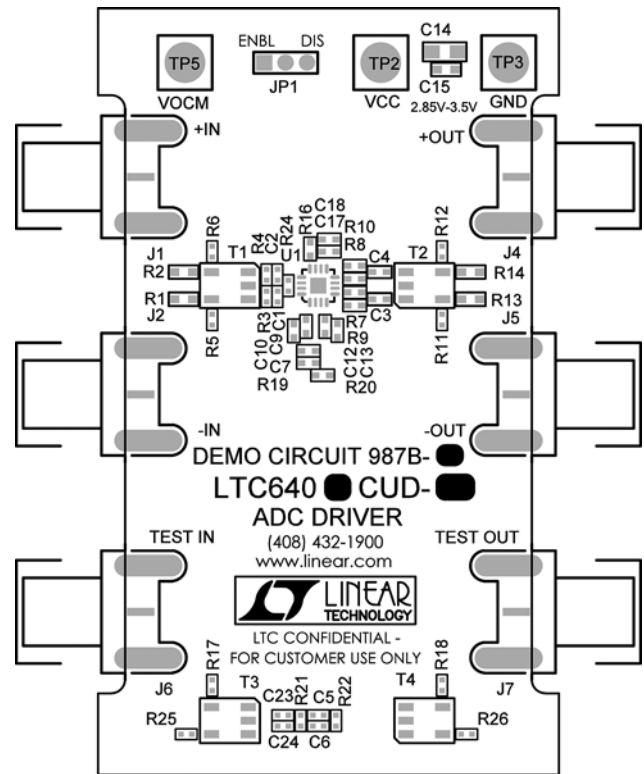 ENBL DIS
TP5
JP1
VOCM
TP2
VCC
C14
C15
2.85V-3.5V
TP3
GND
+IN
+OUT
R6
R4
C2
R24
R16
C18
C17
R10
R8
R12
J1
T1
U1
C4
T2
J4
R2
R14
R1
R13
J2
R5
R3
C1
C10
C9
C7
R19
R7
R9
C12
C13
R20
C3
R11
J5
-IN
-OUT
DEMO CIRCUIT 987B-
LTC640 CUD-
ADC DRIVER
TEST IN
TEST OUT
(408) 432-1900
www.linear.com
LT LINEAR
TECHNOLOGY
LTC CONFIDENTIAL -
FOR CUSTOMER USE ONLY
R17
R18
J6
T3
C23
R21
C5
R22
T4
J7
R25
C24
C6
R26